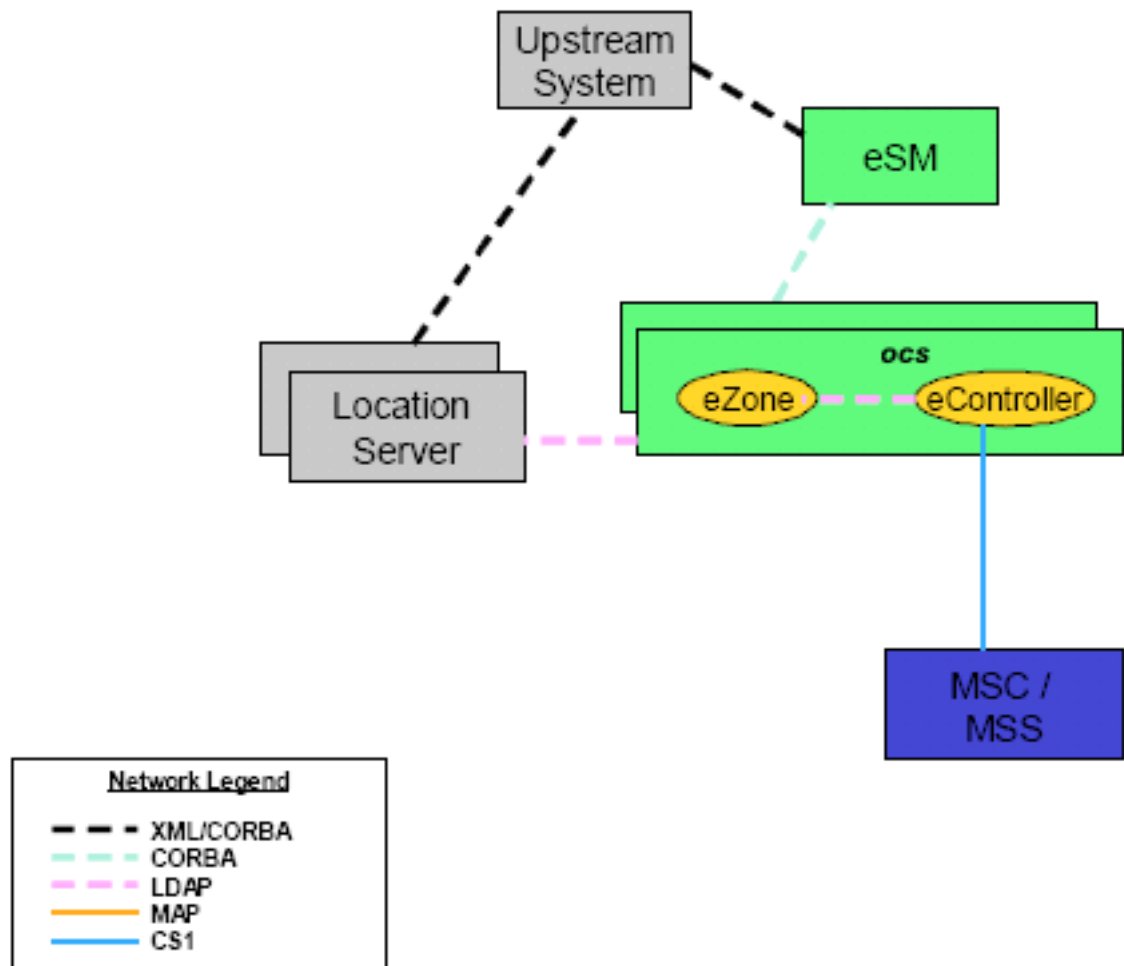 Upstream
System
eSM
ocs
eZone
eController
Location
Server
MSC /
MSS
Network Legend
XML/CORBA
CORBA
LDAP
MAP
CS1